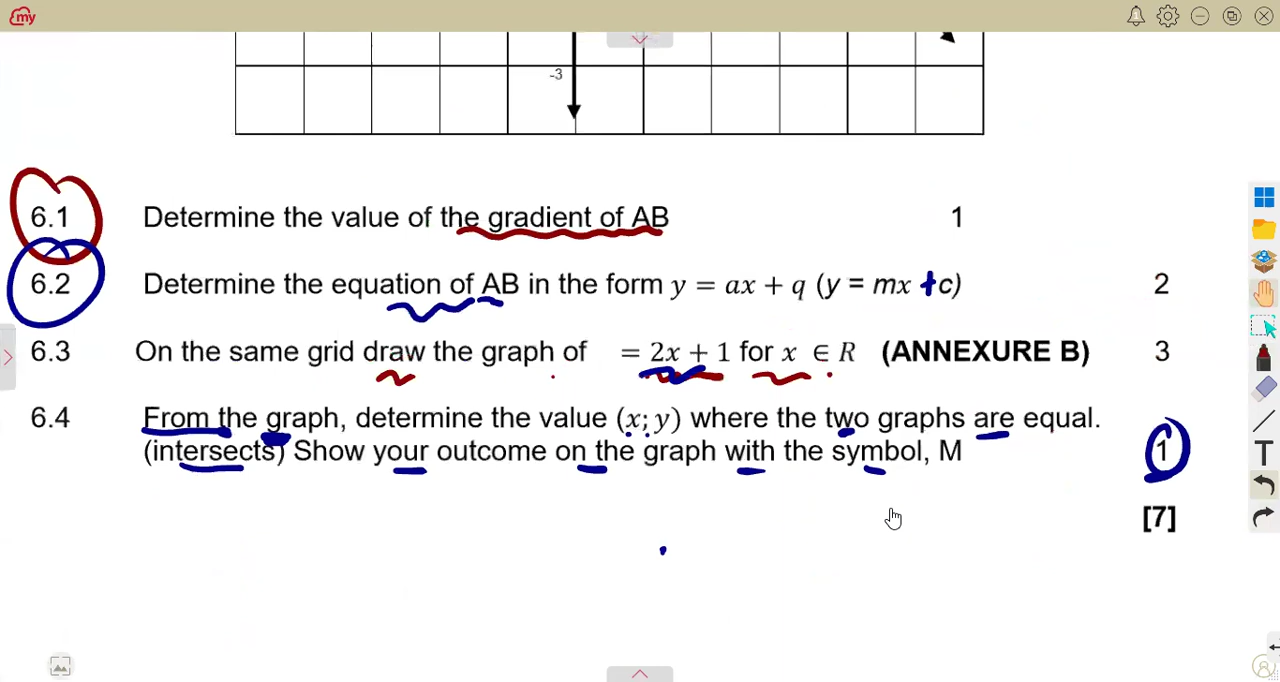 my
-3
6.1 Determine the value of the gradient of AB 1
6.2 Determine the equation of AB in the form y = ax + q (y = mx +c) 2
6.3 On the same grid draw the graph of = 2x + 1 for x ∈ R (ANNEXURE B) 3
6.4 From the graph, determine the value (x; y) where the two graphs are equal.
(intersects) Show your outcome on the graph with the symbol, M 1
[7]
T